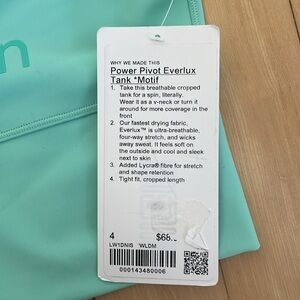 WHY WE MADE THIS
Power Pivot Everlux
Tank *Motif
1. Take this breathable cropped
tank for a spin, literally.
Wear it as a v-neck or turn it
around for more coverage in the
front
2. Our fastest drying fabric,
Everlux™ is ultra-breathable,
four-way stretch, and wicks
away sweat. It feels soft on
the outside and cool and sleek
next to skin
3. Added Lycra® fibre for stretch
and shape retention
4. Tight fit, cropped length
4 $68.
LW1DNIS WLDM
000143480006
n